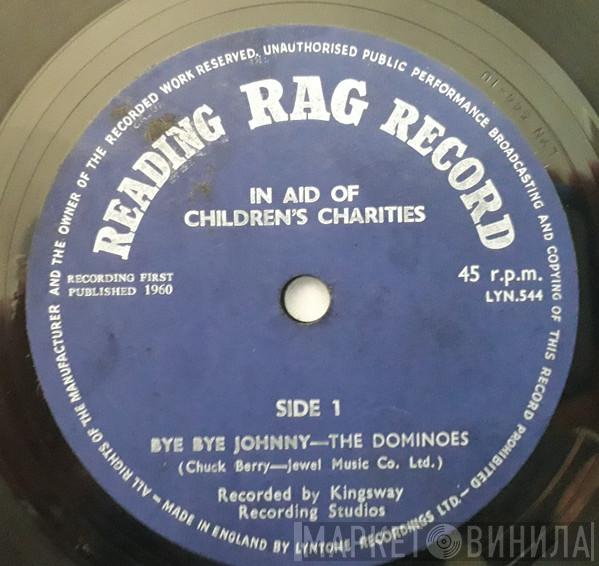 ALL RIGHTS OF THE MANUFACTURER AND THE OWNER OF THE RECORDED WORK RESERVED, UNAUTHORISED PUBLIC PERFORMANCE BROADCASTING AND COPYING OF THIS RECORD PROHIBITED — MADE IN ENGLAND BY LYNTONE RECORDINGS LTD. —
READING RAG RECORD
IN AID OF
CHILDREN'S CHARITIES
RECORDING FIRST
PUBLISHED 1960
45 r.p.m.
LYN.544
SIDE 1
BYE BYE JOHNNY—THE DOMINOES
(Chuck Berry—Jewel Music Co. Ltd.)
Recorded by Kingsway
Recording Studios
МАРКЕТ ВИНИЛА